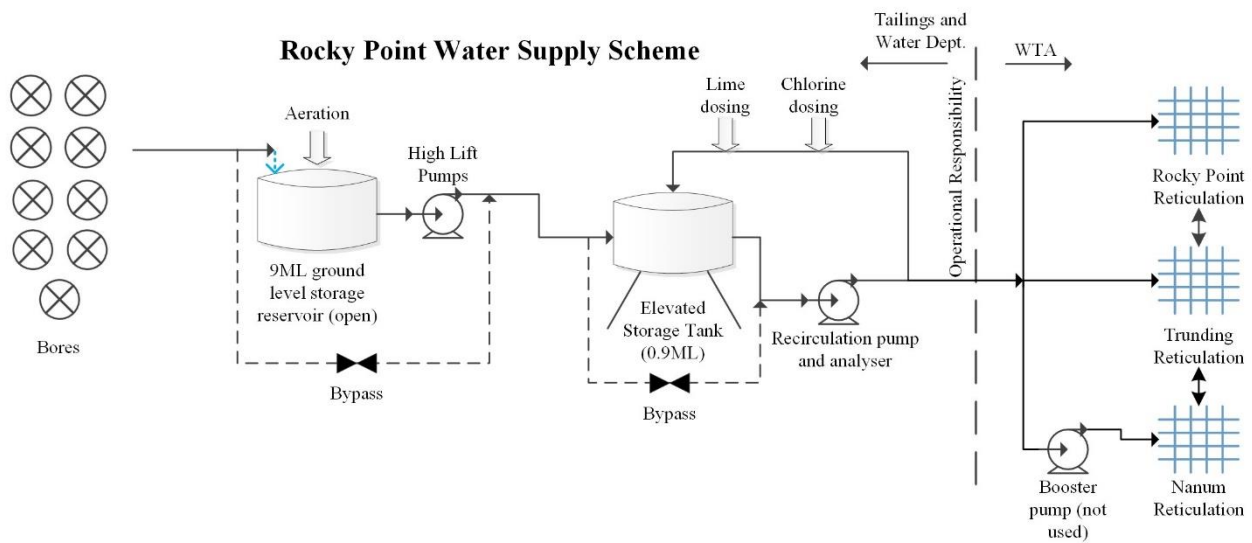 Rocky Point Water Supply Scheme
Tailings and
Water Dept.
WTA
Operational Responsibility
Bores
Aeration
9ML ground
level storage
reservoir (open)
Bypass
High Lift
Pumps
Lime
dosing
Chlorine
dosing
Elevated
Storage Tank
(0.9ML)
Bypass
Recirculation pump
and analyser
Rocky Point
Reticulation
Trunding
Reticulation
Booster
pump (not
used)
Nanum
Reticulation